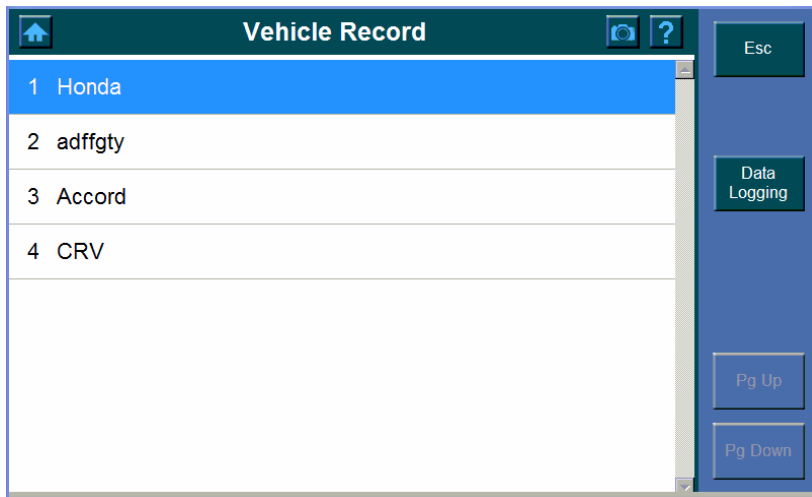 Vehicle Record
?
Esc
1 Honda
2 adffgty
3 Accord
4 CRV
Data
Logging
Pg Up
Pg Down